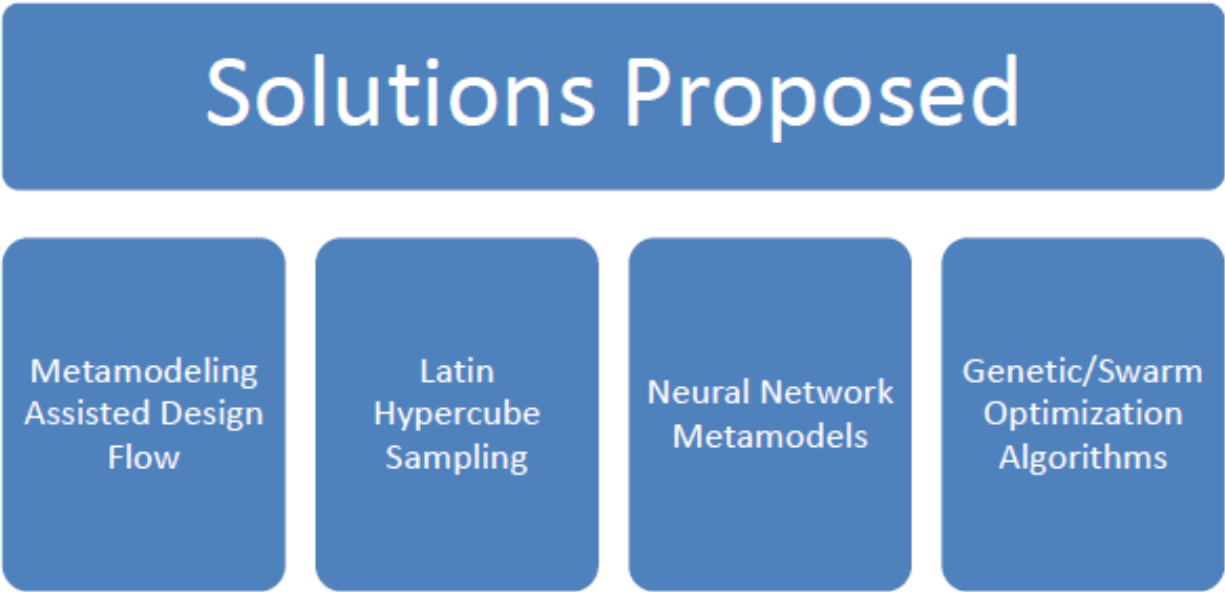 Solutions Proposed
Metamodeling
Assisted Design
Flow
Latin
Hypercube
Sampling
Neural Network
Metamodels
Genetic/Swarm
Optimization
Algorithms